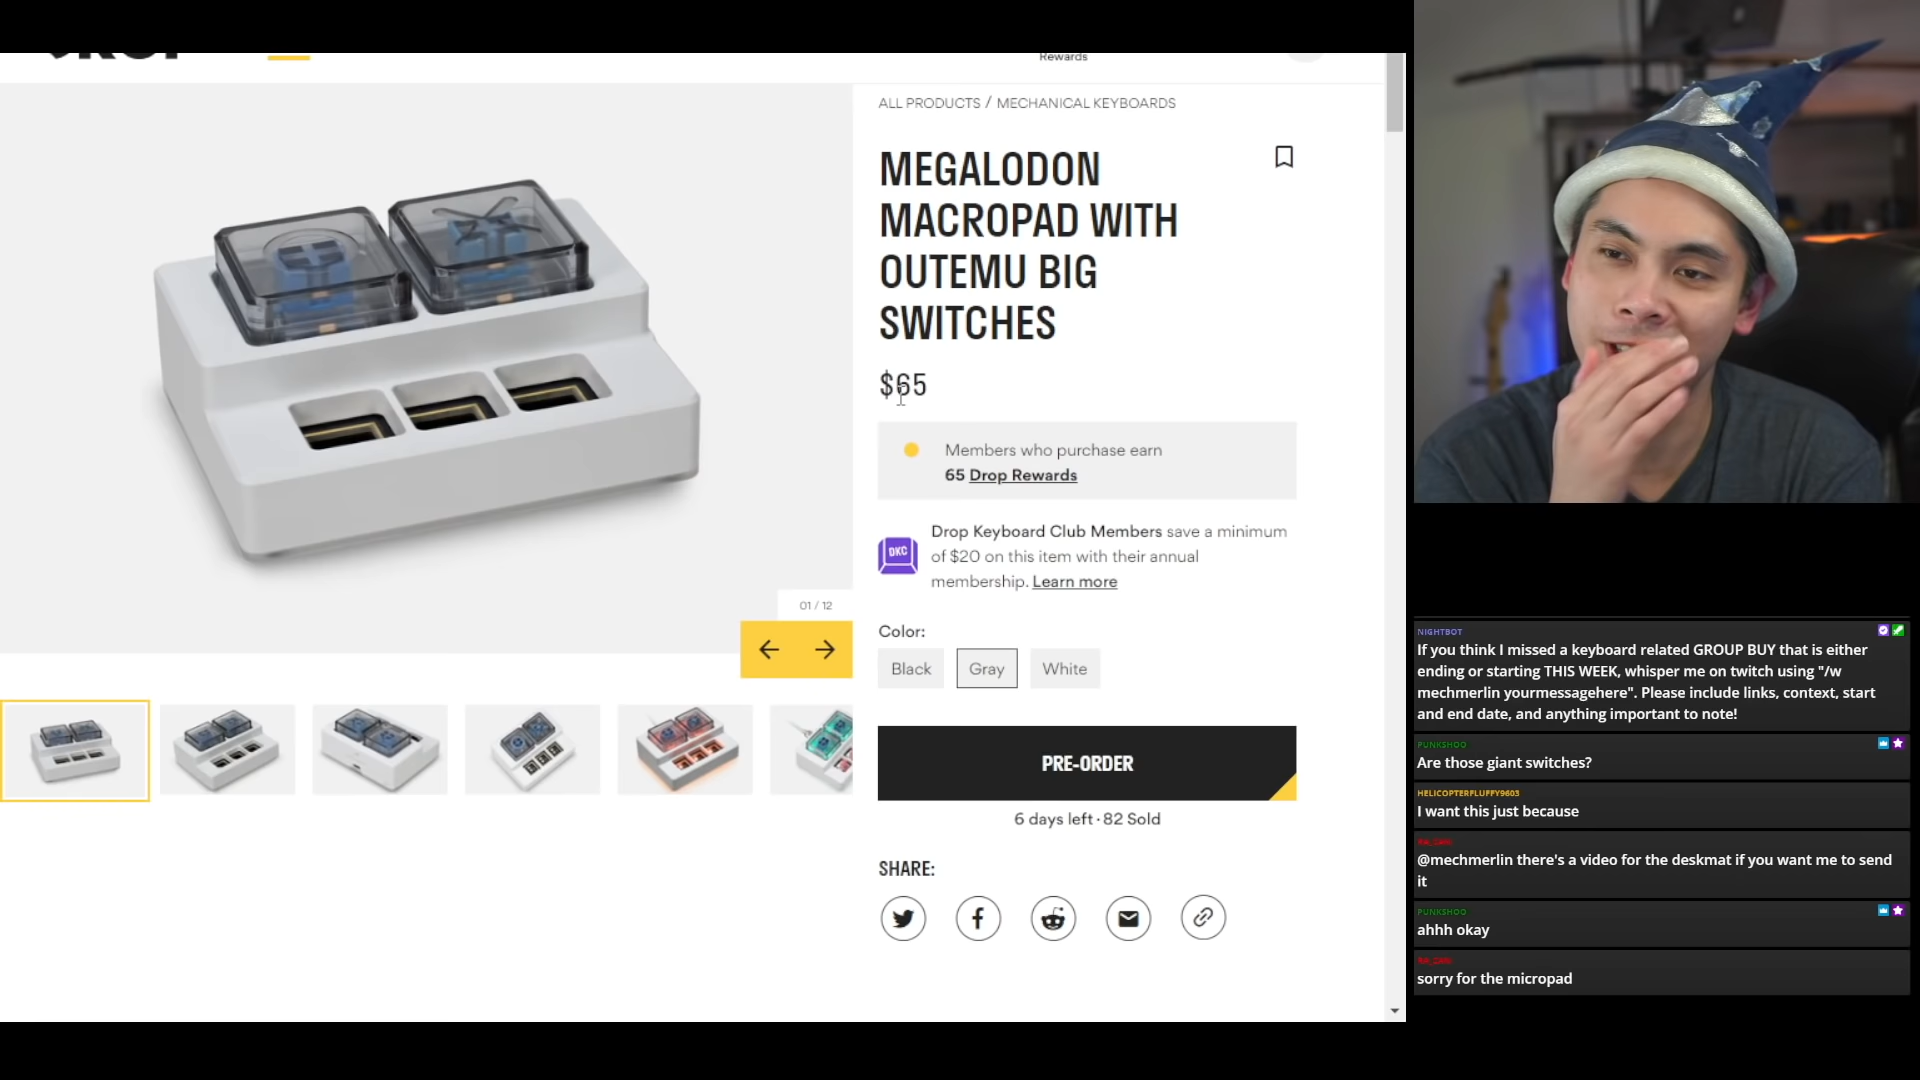 Rewards
ALL PRODUCTS / MECHANICAL KEYBOARDS
MEGALODON
MACROPAD WITH
OUTEMU BIG
SWITCHES
$65
Members who purchase earn
65 Drop Rewards
DKC
Drop Keyboard Club Members save a minimum
of $20 on this item with their annual
membership. Learn more
01 / 12
Color:
Black
Gray
White
PRE-ORDER
6 days left · 82 Sold
SHARE:
NIGHTBOT
If you think I missed a keyboard related GROUP BUY that is either
ending or starting THIS WEEK, whisper me on twitch using "/w
mechmerlin yourmessagehere". Please include links, context, start
and end date, and anything important to note!
PUNKSHOO
Are those giant switches?
HELICOPTERFLUFFY9603
I want this just because
@mechmerlin there's a video for the deskmat if you want me to send
it
PUNKSHOO
ahhh okay
sorry for the micropad